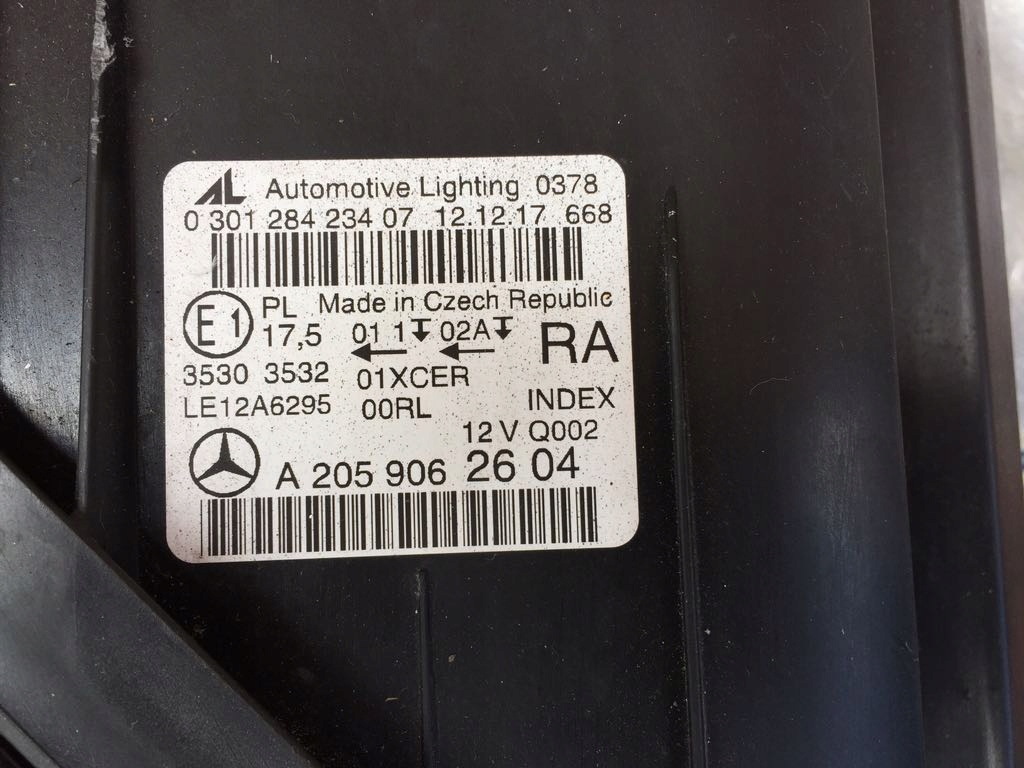 AL Automotive Lighting 0378
0 301 284 234 07 12.12.17 668
E1 PL Made in Czech Republic
17,5 01 1 02A RA
3530 3532 01XCER
LE12A6295 00RL INDEX
12 V Q002
A 205 906 26 04